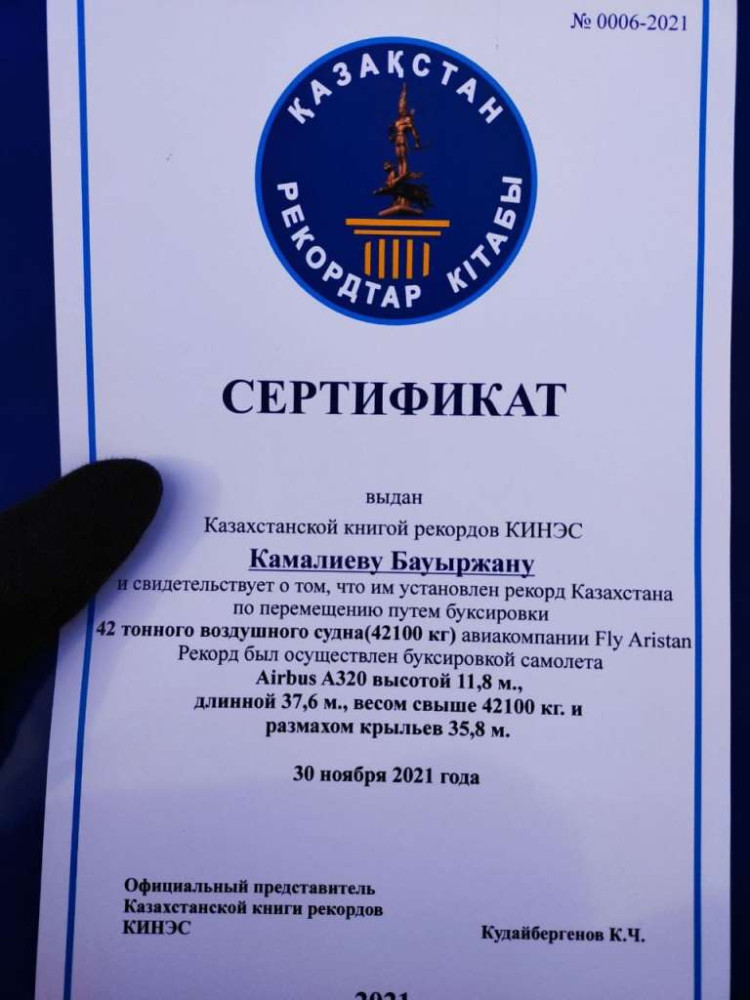 № 0006-2021
ҚАЗАҚСТАН
РЕКОРДТАР КІТАБЫ
СЕРТИФИКАТ
выдан
Казахстанской книгой рекордов КИНЭС
Камалиеву Бауыржану
и свидетельствует о том, что им установлен рекорд Казахстана
по перемещению путем буксировки
42 тонного воздушного судна(42100 кг) авиакомпании Fly Aristan
Рекорд был осуществлен буксировкой самолета
Airbus A320 высотой 11,8 м.,
длинной 37,6 м., весом свыше 42100 кг. и
размахом крыльев 35,8 м.
30 ноября 2021 года
Официальный представитель
Казахстанской книги рекордов
КИНЭС
Кудайбергенов К.Ч.
2021